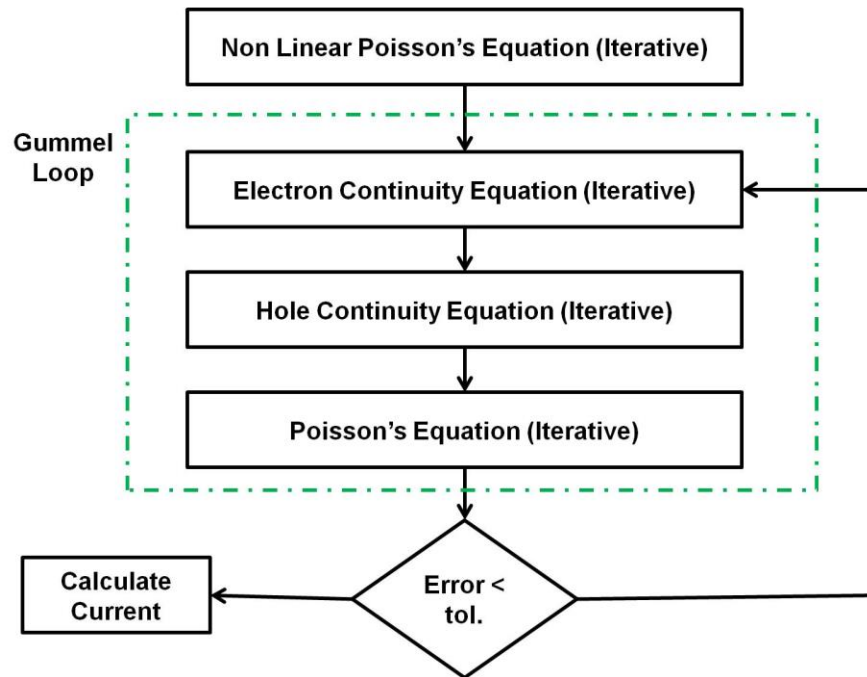 Non Linear Poisson's Equation (Iterative)
Gummel
Loop
Electron Continuity Equation (Iterative)
Hole Continuity Equation (Iterative)
Poisson's Equation (Iterative)
Calculate
Current
Error <
tol.